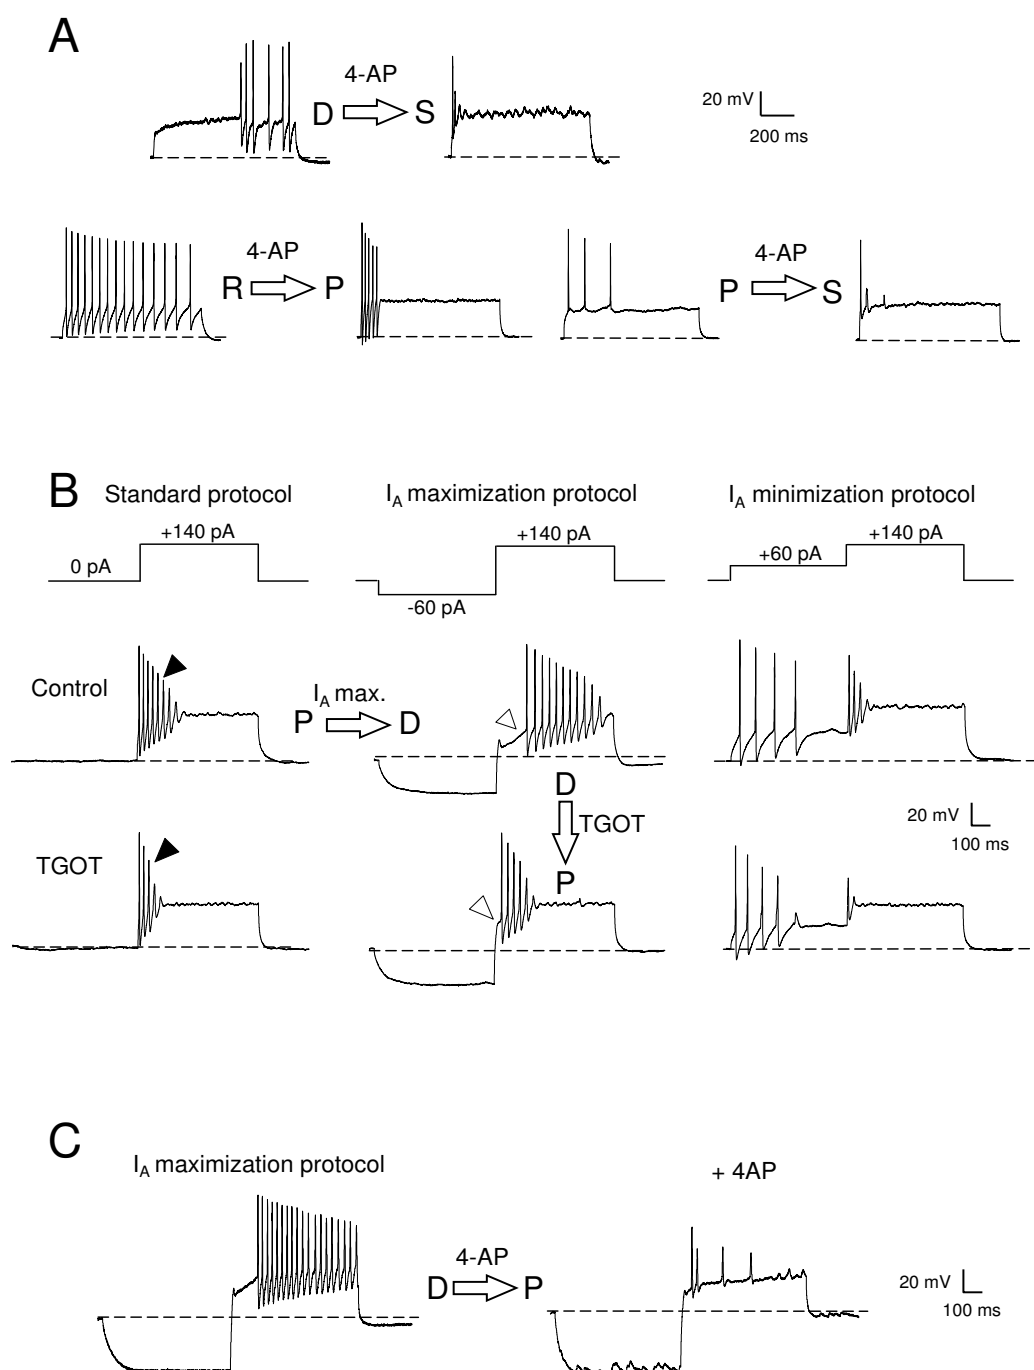 A
4-AP
D
S
20 mV
200 ms
4-AP
R
P
4-AP
P
S
B
Standard protocol
IA maximization protocol
IA minimization protocol
0 pA
+140 pA
-60 pA
+140 pA
+60 pA
+140 pA
Control
IA max.
P
D
D
TGOT
P
20 mV
100 ms
TGOT
C
IA maximization protocol
+ 4AP
4-AP
D
P
20 mV
100 ms